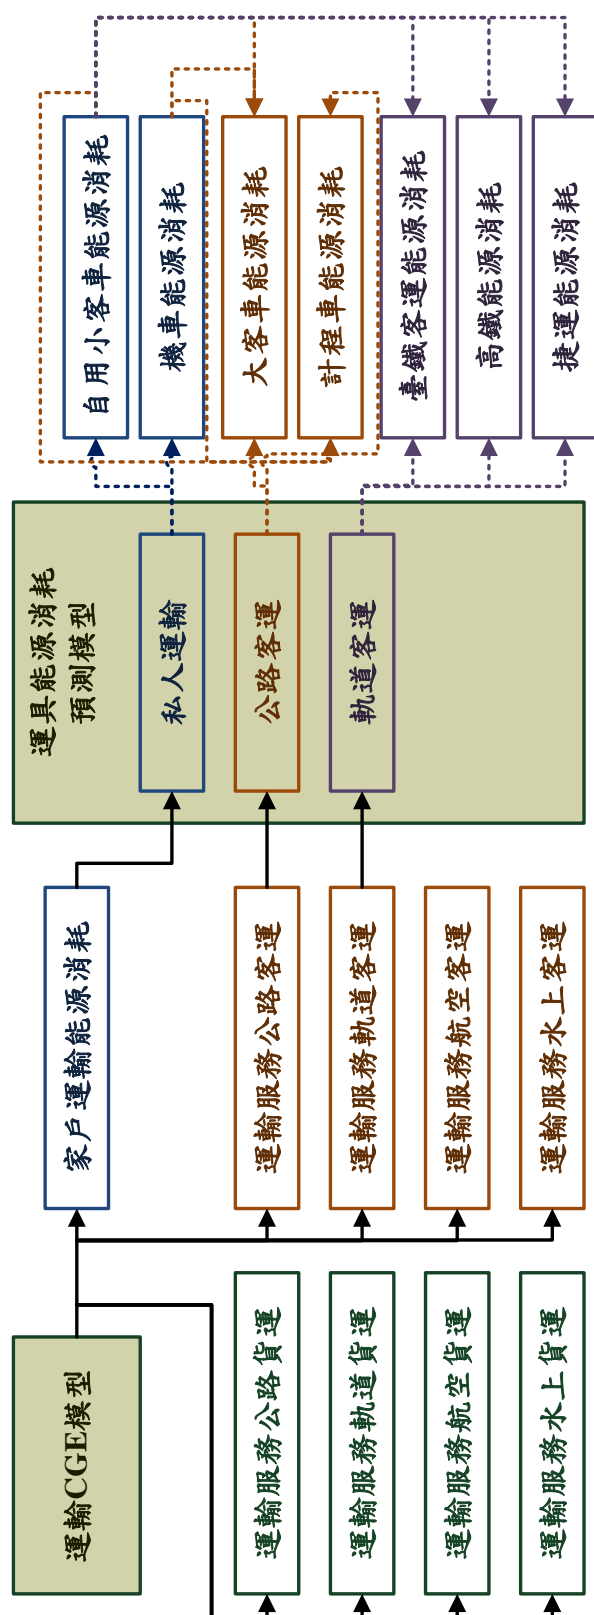 運輸CGE模型
家戶運輸能源消耗
運具能源消耗
預測模型
私人運輸
公路客運
軌道客運
自用小客車能源消耗
機車能源消耗
大客車能源消耗
計程車能源消耗
臺鐵客運能源消耗
高鐵能源消耗
捷運能源消耗
運輸服務公路客運
運輸服務軌道客運
運輸服務航空客運
運輸服務水上客運
運輸服務公路貨運
運輸服務軌道貨運
運輸服務航空貨運
運輸服務水上貨運